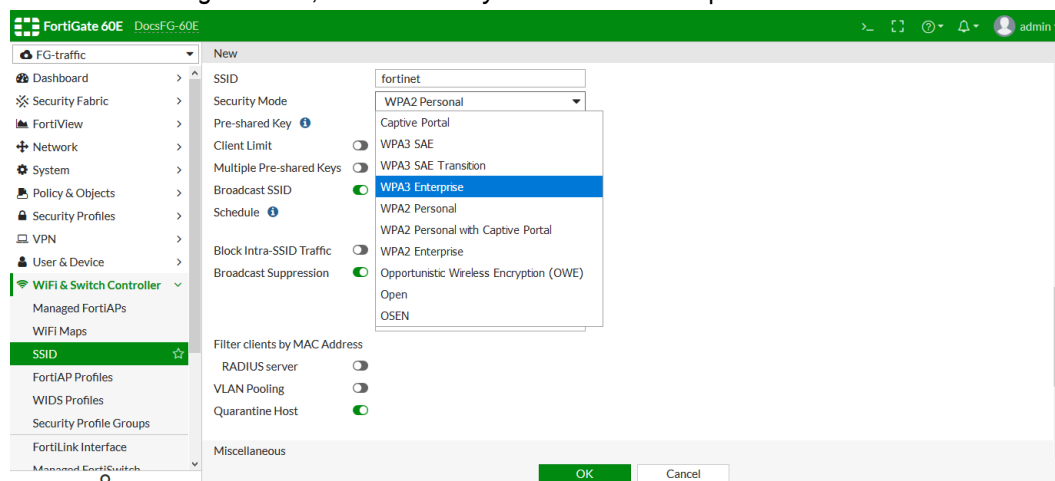 FortiGate 60E DocsFG-60E
>_ admin
FG-traffic
Dashboard
Security Fabric
FortiView
Network
System
Policy & Objects
Security Profiles
VPN
User & Device
WiFi & Switch Controller
Managed FortiAPs
WiFi Maps
SSID
FortiAP Profiles
WIDS Profiles
Security Profile Groups
FortiLink Interface
Managed FortiSwitch
New
SSID fortinet
Security Mode WPA2 Personal
Pre-shared Key
Client Limit
Multiple Pre-shared Keys
Broadcast SSID
Schedule
Block Intra-SSID Traffic
Broadcast Suppression
Captive Portal
WPA3 SAE
WPA3 SAE Transition
WPA3 Enterprise
WPA2 Personal
WPA2 Personal with Captive Portal
WPA2 Enterprise
Opportunistic Wireless Encryption (OWE)
Open
OSEN
Filter clients by MAC Address
RADIUS server
VLAN Pooling
Quarantine Host
Miscellaneous
OK Cancel